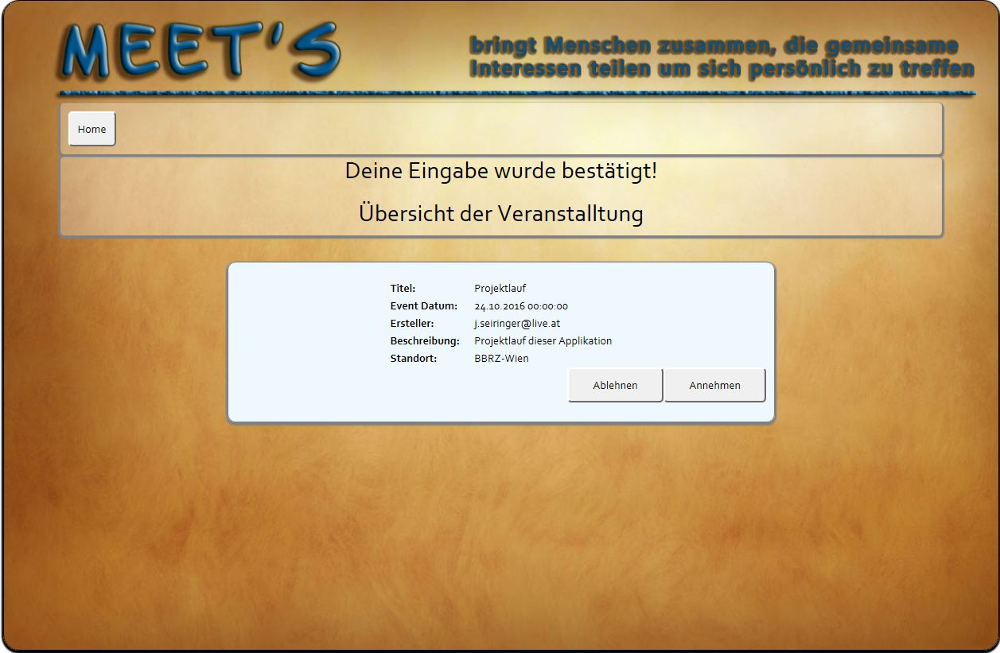 MEET'S
bringt Menschen zusammen, die gemeinsame
Interessen teilen um sich persönlich zu treffen
Home
Deine Eingabe wurde bestätigt!
Übersicht der Veranstalltung
Titel: Projektlauf
Event Datum: 24.10.2016 00:00:00
Ersteller: j.seiringer@live.at
Beschreibung: Projektlauf dieser Applikation
Standort: BBRZ-Wien
Ablehnen Annehmen